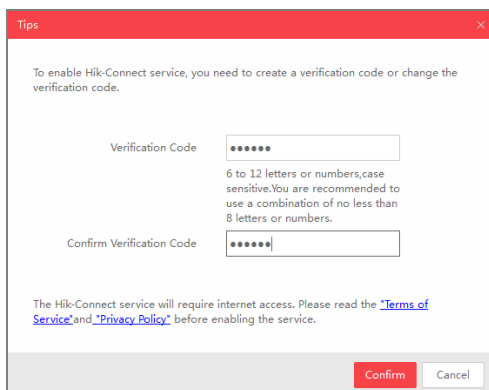 Tips
To enable Hik-Connect service, you need to create a verification code or change the
verification code.
Verification Code
●●●●●●
6 to 12 letters or numbers,case
sensitive.You are recommended to
use a combination of no less than
8 letters or numbers.
Confirm Verification Code
●●●●●●
The Hik-Connect service will require internet access. Please read the "Terms of
Service"and "Privacy Policy" before enabling the service.
Confirm
Cancel